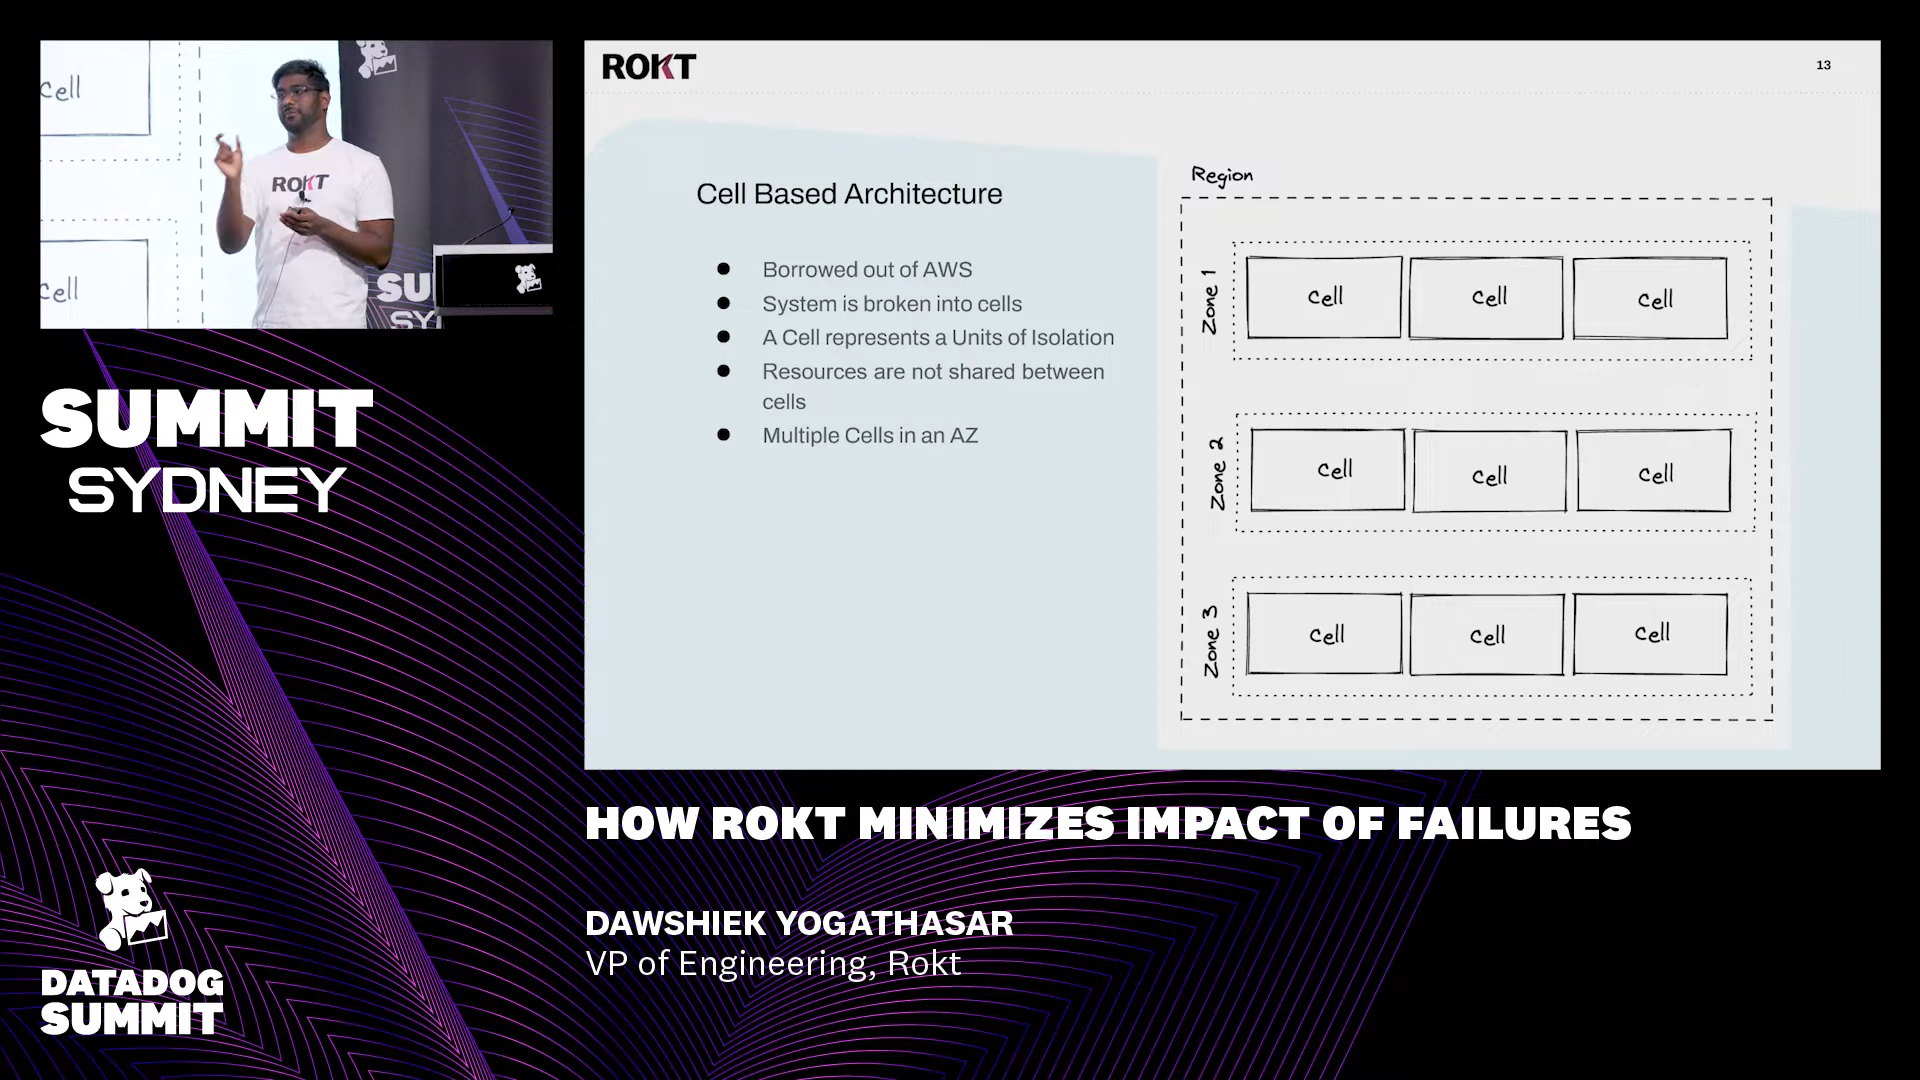 cell
cell
ROKT
SU
SY
SUMMIT
SYDNEY
DATADOG
SUMMIT
ROKT
13
Cell Based Architecture
● Borrowed out of AWS
● System is broken into cells
● A Cell represents a Units of Isolation
● Resources are not shared between
cells
● Multiple Cells in an AZ
Region
Zone 1
cell cell cell
Zone 2
cell cell cell
Zone 3
cell cell cell
HOW ROKT MINIMIZES IMPACT OF FAILURES
DAWSHIEK YOGATHASAR
VP of Engineering, Rokt